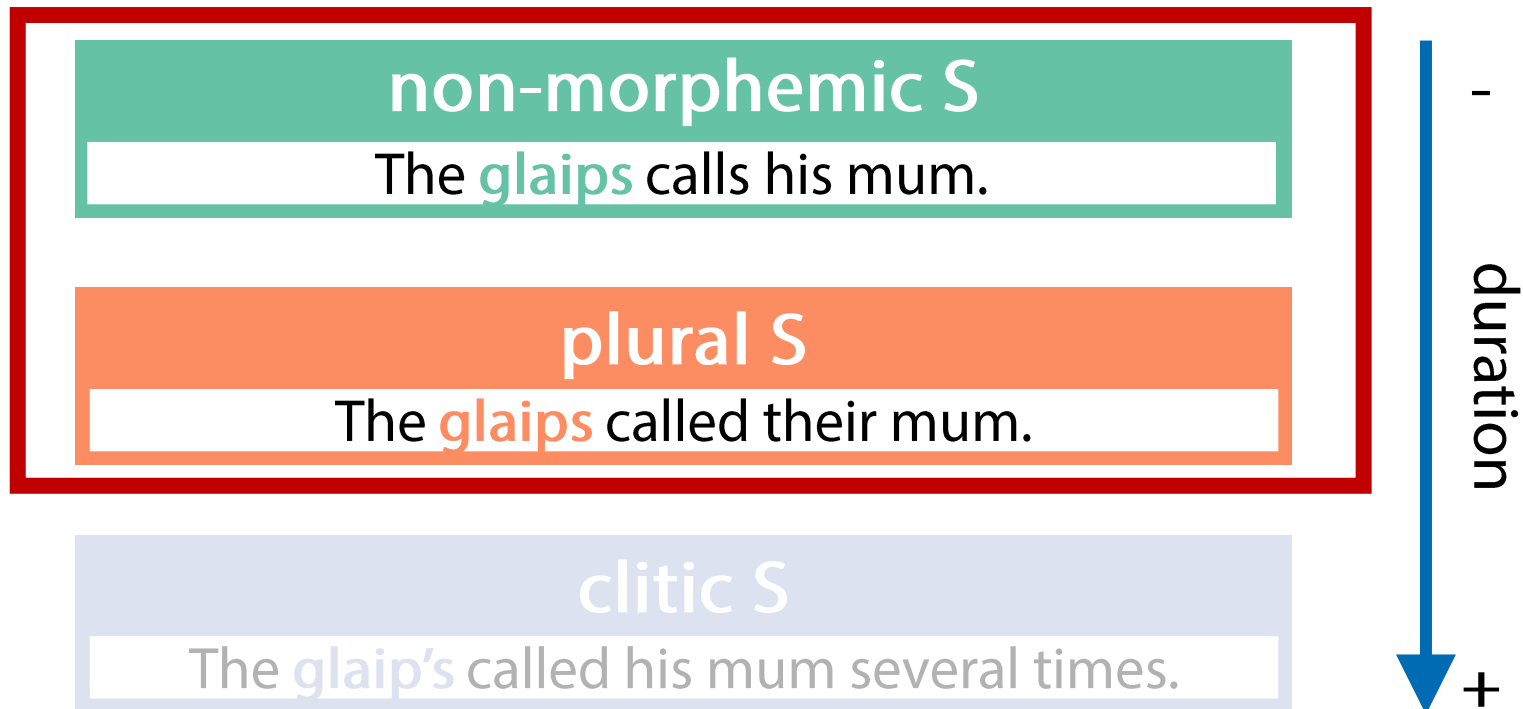 non-morphemic S
The glaips calls his mum.
plural S
The glaips called their mum.
clitic S
The glaip’s called his mum several times.
-
duration
+